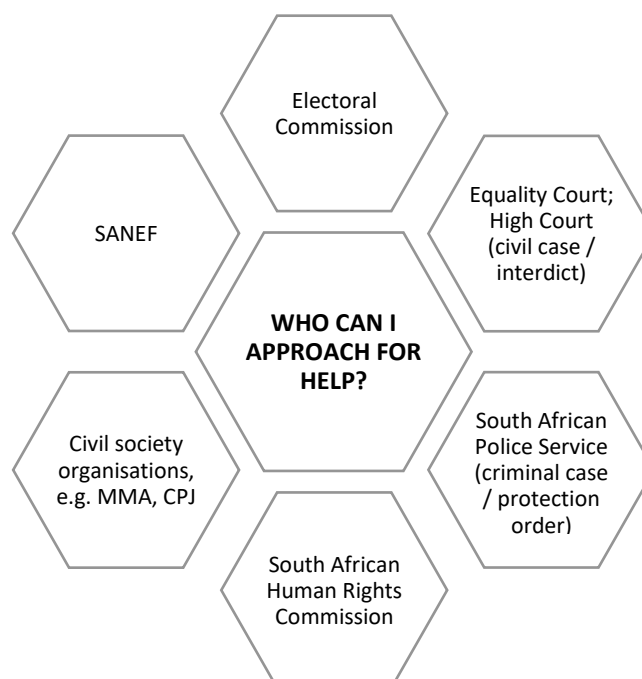 Electoral
Commission
SANEF
Equality Court;
High Court
(civil case /
interdict)
WHO CAN I
APPROACH FOR
HELP?
Civil society
organisations,
e.g. MMA, CPJ
South African
Police Service
(criminal case
/ protection
order)
South African
Human Rights
Commission